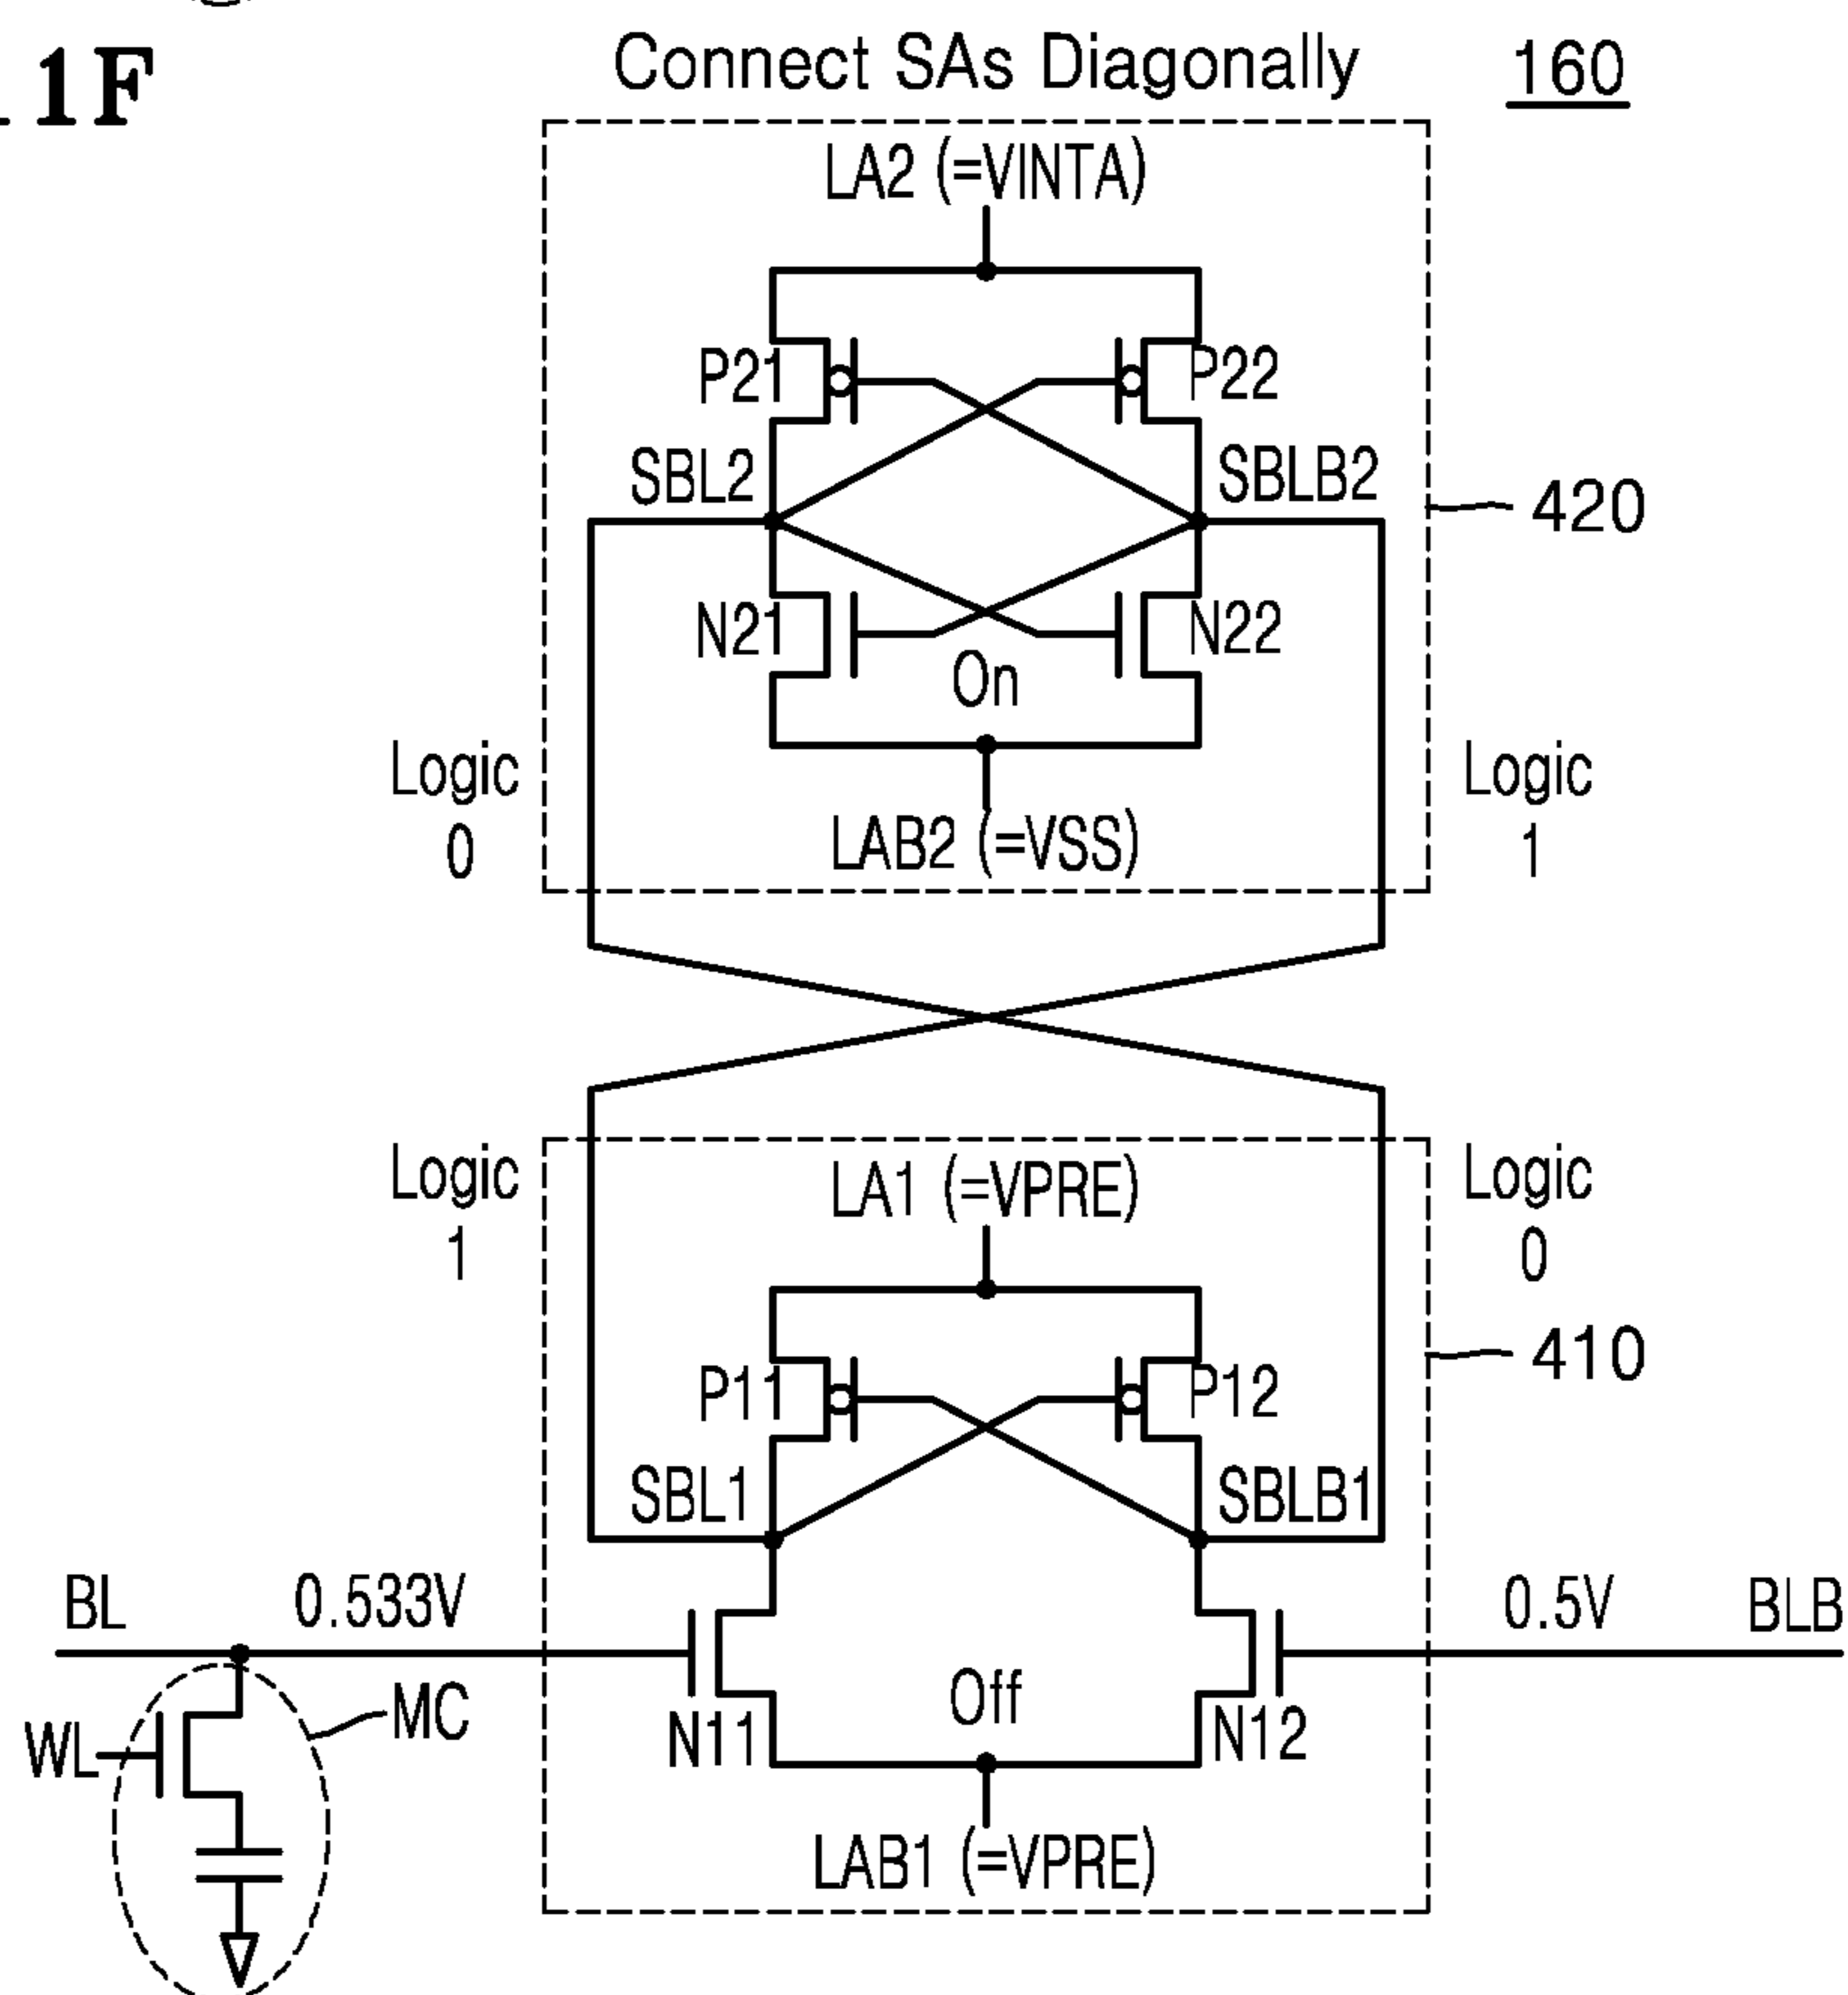 1F
Connect SAs Diagonally
160
LA2 (=VINTA)
P21
P22
SBL2
SBLB2
420
N21
N22
On
Logic
0
Logic
1
LAB2 (=VSS)
Logic
1
Logic
0
LA1 (=VPRE)
P11
P12
410
SBL1
SBLB1
BL
0.533V
0.5V
BLB
Off
MC
WL
N11
N12
LAB1 (=VPRE)